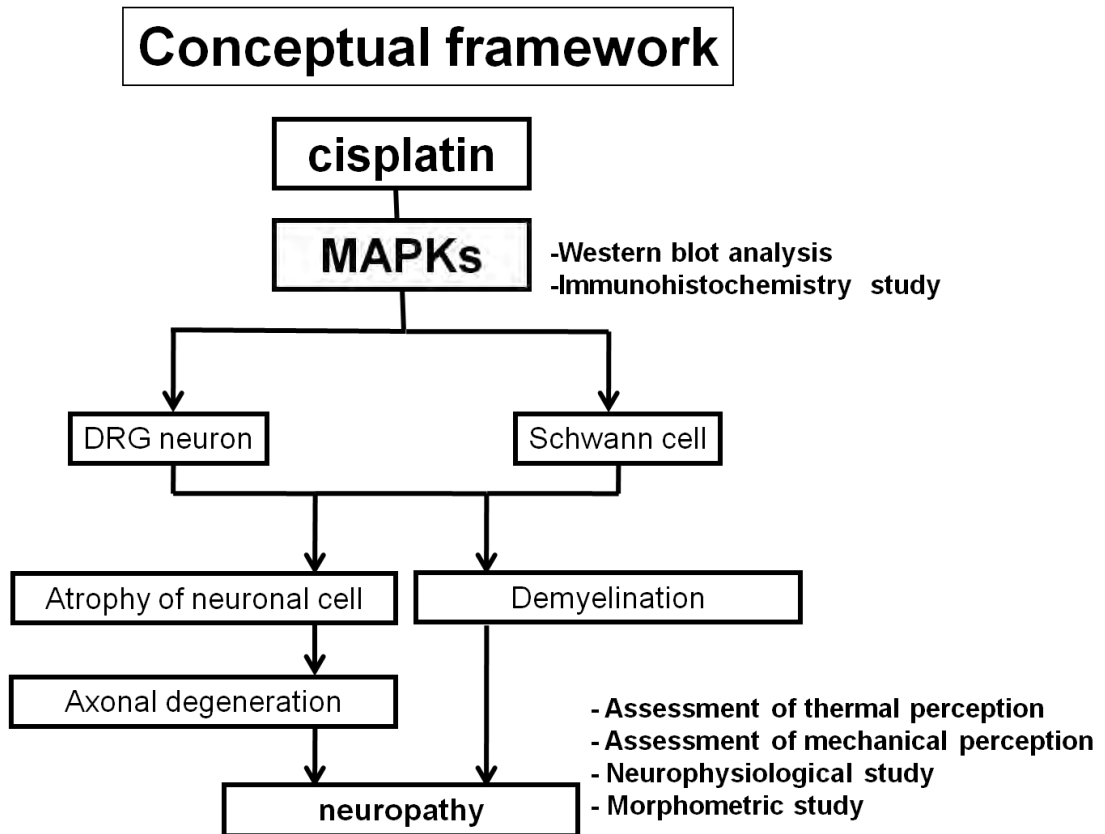 Conceptual framework
cisplatin
MAPKs
-Western blot analysis
-Immunohistochemistry study
DRG neuron
Schwann cell
Atrophy of neuronal cell
Demyelination
Axonal degeneration
- Assessment of thermal perception
- Assessment of mechanical perception
- Neurophysiological study
- Morphometric study
neuropathy